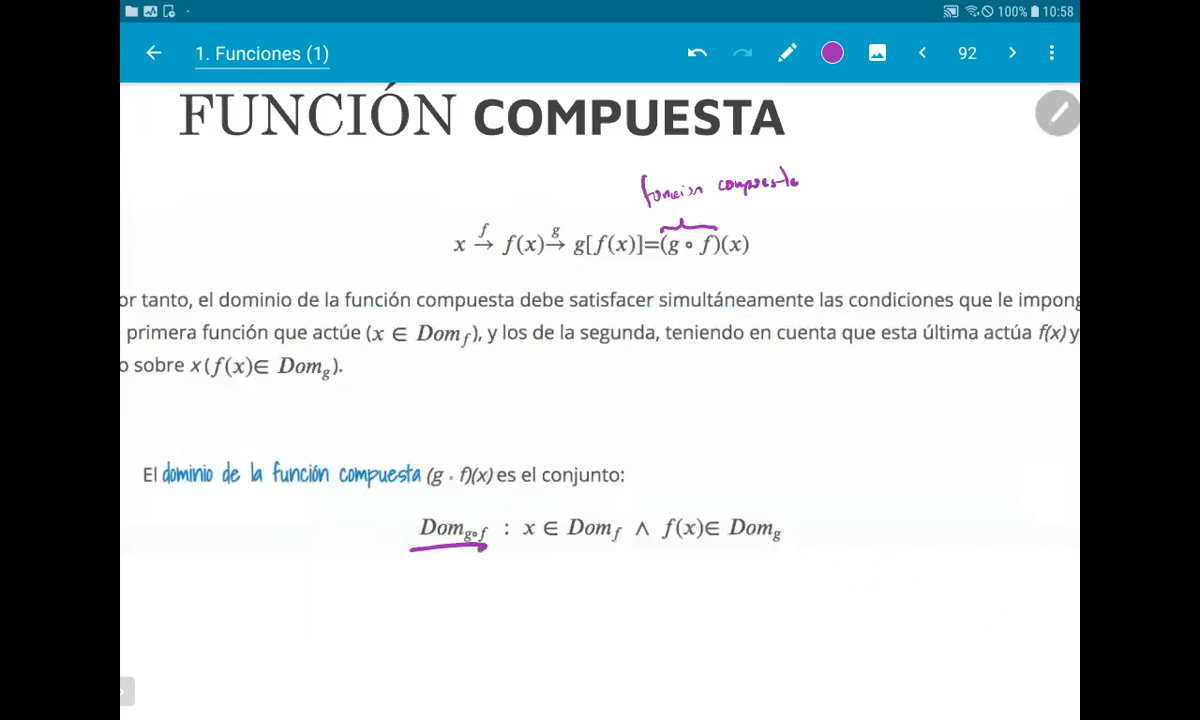 100% 10:58
1. Funciones (1)
92
FUNCIÓN COMPUESTA
función compuesta
x →f f(x) →g g[f(x)]=(g ∘ f)(x)
or tanto, el dominio de la función compuesta debe satisfacer simultáneamente las condiciones que le impong
primera función que actúe (x ∈ Dom_f), y los de la segunda, teniendo en cuenta que esta última actúa f(x) y
o sobre x (f(x)∈ Dom_g).
El dominio de la función compuesta (g ∘ f)(x) es el conjunto:
Dom_g∘f : x ∈ Dom_f ∧ f(x)∈ Dom_g